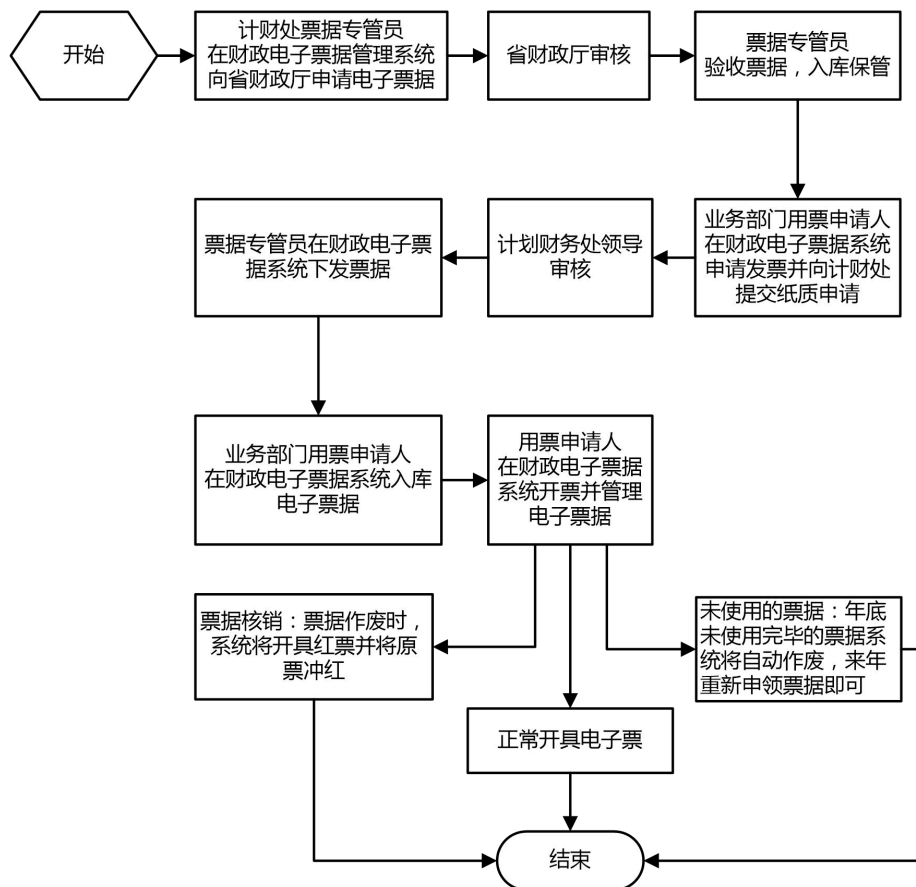 开始
计财处票据专管员
在财政电子票据管理系统
向省财政厅申请电子票据
省财政厅审核
票据专管员
验收票据，入库保管
业务部门用票申请人
在财政电子票据系统
申请发票并向计财处
提交纸质申请
计划财务处领导
审核
票据专管员在财政电子票
据系统下发票据
业务部门用票申请人
在财政电子票据系统入库
电子票据
用票申请人
在财政电子票据
系统开票并管理
电子票据
票据核销：票据作废时，
系统将开具红票并将原
票冲红
未使用的票据：年底
未使用完毕的票据系
统将自动作废，来年
重新申领票据即可
正常开具电子票
结束